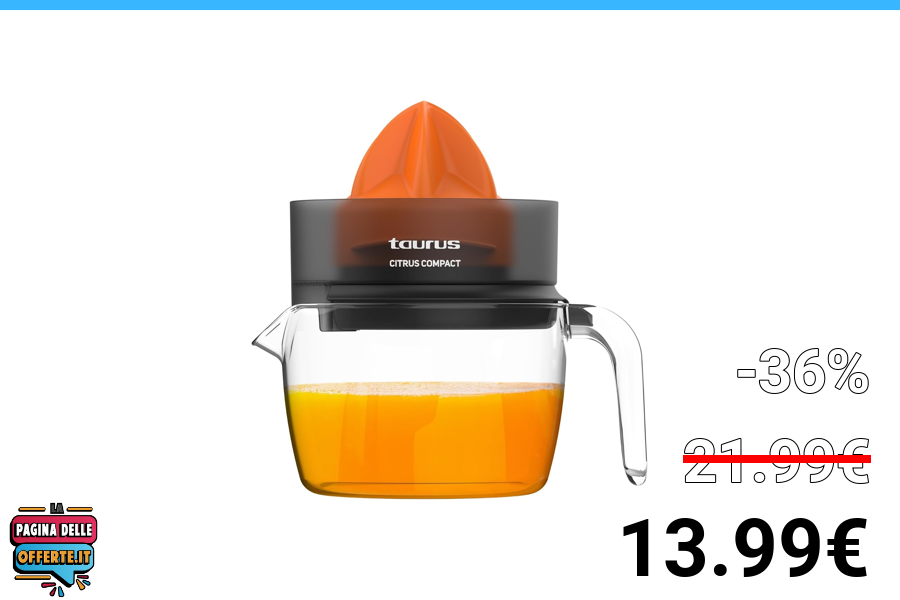 taurus
CITRUS COMPACT
-36%
21.99€
13.99€
LA
PAGINA DELLE
OFFERTE.IT